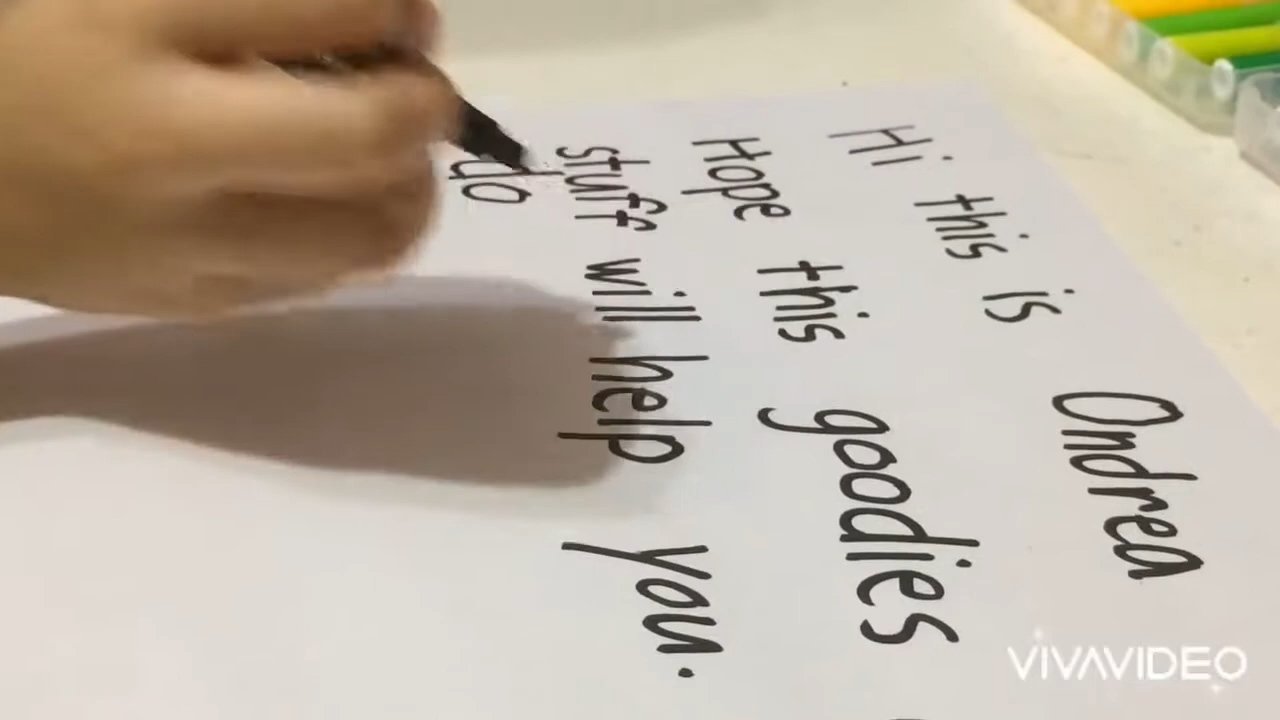 Hi this is Ondrea
Hope this goodies
stuff will help you.
do
VIVAVIDEO